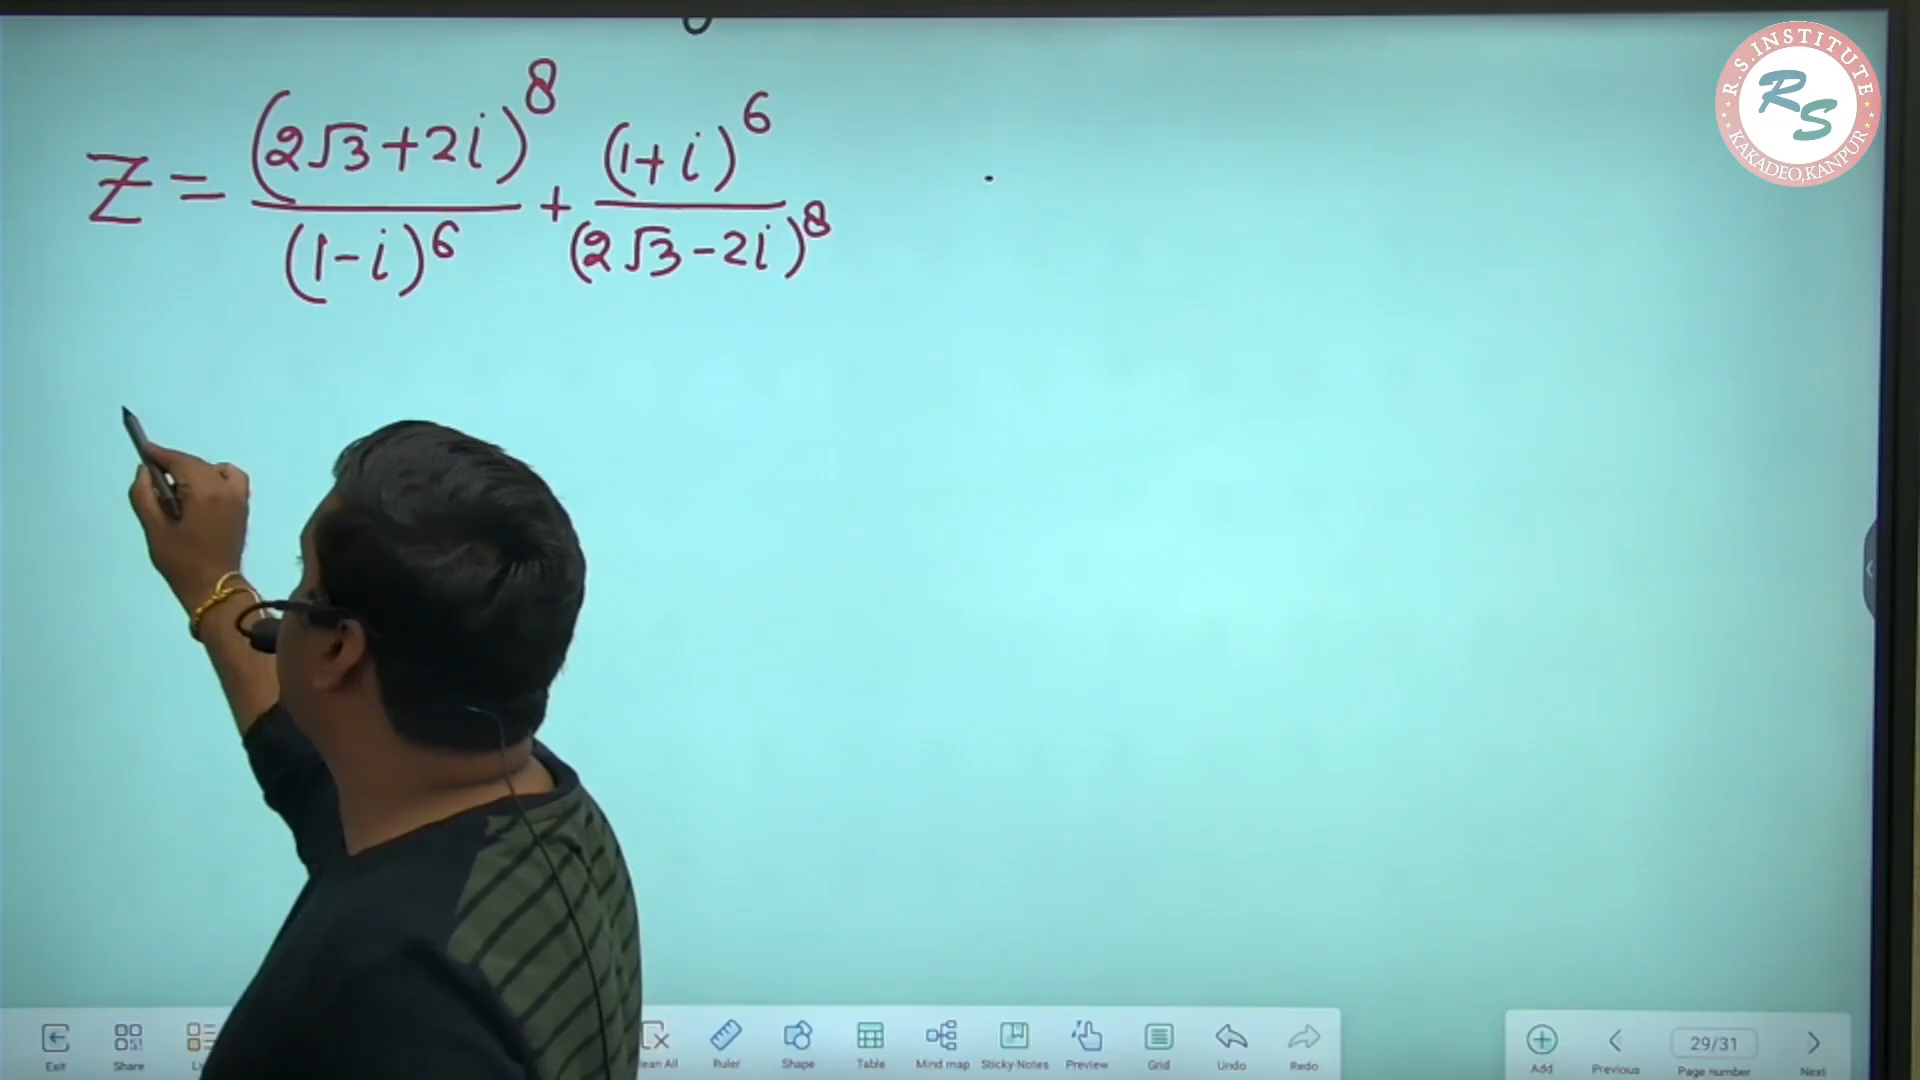 Z = (2√3+2i)^8 / (1-i)^6 + (1+i)^6 / (2√3-2i)^8
R.S.INSTITUTE
RS
KAKADEO,KANPUR
Exit Share Ruler Shape Table Mind map Sticky Notes Preview Grid Undo Redo Add Previous 29/31 Page number Next